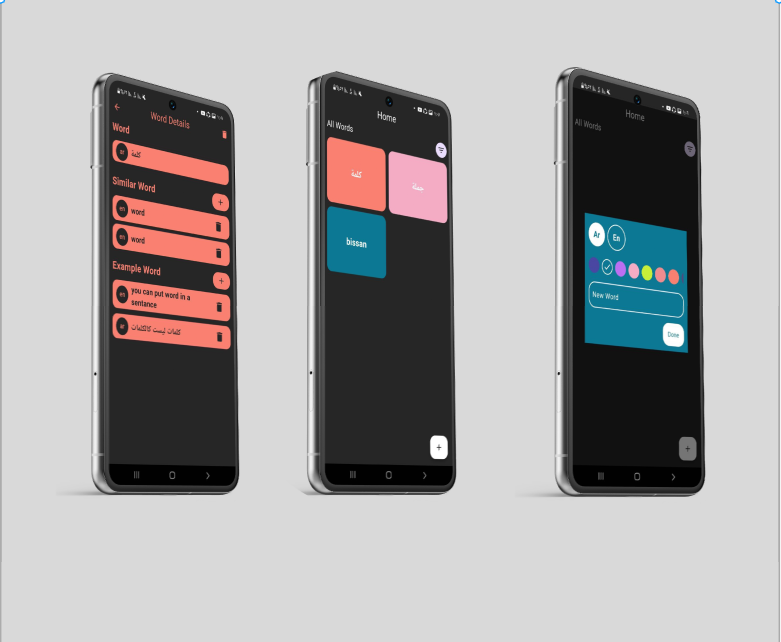 Word Details
Word
ar كلمة
Similar Word
+
en word
en word
Example Word
+
en you can put word in a
sentance
ar كلمات ليست كالكلمات
Home
All Words
كلمة
bissan
+
Home
All Words
Ar En
New Word
Done
+